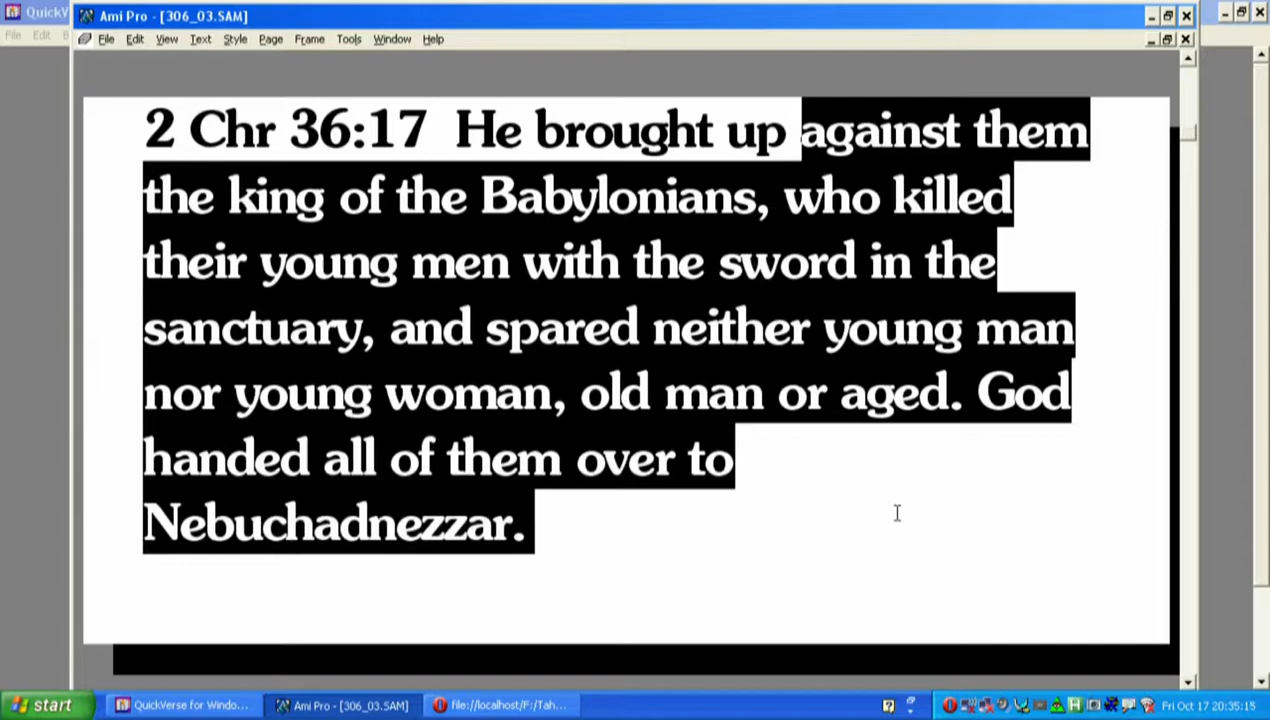 QuickV
Ami Pro - [306_03.SAM]
File Edit B
File Edit View Text Style Page Frame Tools Window Help
2 Chr 36:17 He brought up against them
the king of the Babylonians, who killed
their young men with the sword in the
sanctuary, and spared neither young man
nor young woman, old man or aged. God
handed all of them over to
Nebuchadnezzar.
start QuickVerse for Windo... Ami Pro - [306_03.SAM] file://localhost/F:/Tah... Fri Oct 17 20:35:15